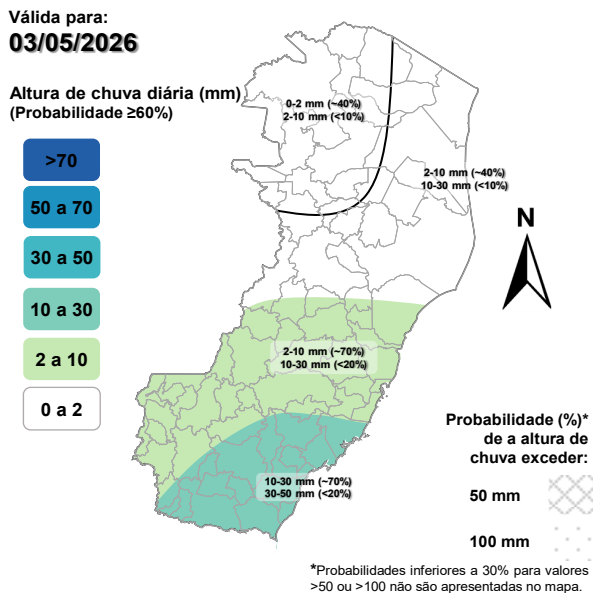 Válida para:
03/05/2026
Altura de chuva diária (mm)
(Probabilidade ≥60%)
>70
50 a 70
30 a 50
10 a 30
2 a 10
0 a 2
0-2 mm (~40%)
2-10 mm (<10%)
2-10 mm (~40%)
10-30 mm (<10%)
N
2-10 mm (~70%)
10-30 mm (<20%)
10-30 mm (~70%)
30-50 mm (<20%)
Probabilidade (%)*
de a altura de
chuva exceder:
50 mm
100 mm
*Probabilidades inferiores a 30% para valores
>50 ou >100 não são apresentadas no mapa.